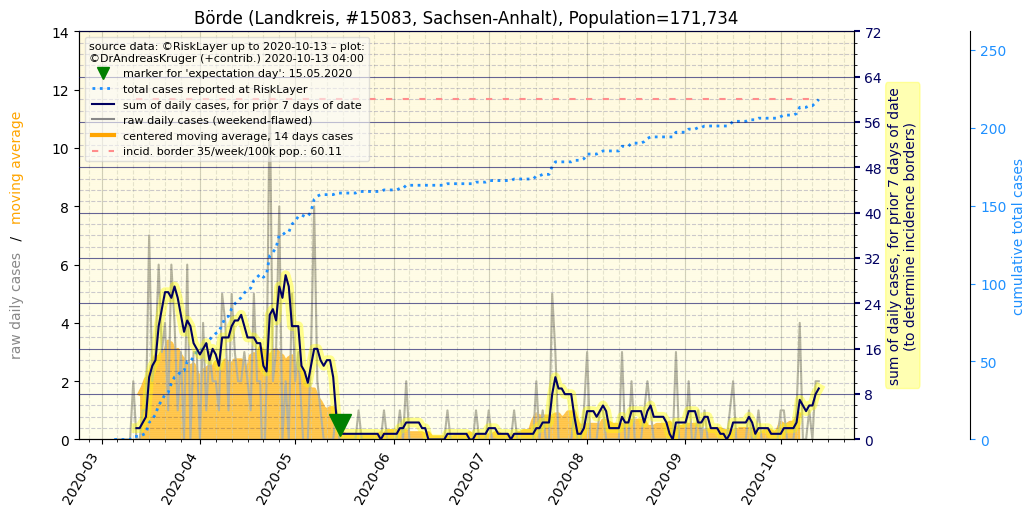 Börde (Landkreis, #15083, Sachsen-Anhalt), Population=171,734
source data: ©RiskLayer up to 2020-10-13 – plot:
©DrAndreasKruger (+contrib.) 2020-10-13 04:00
marker for 'expectation day': 15.05.2020
total cases reported at RiskLayer
sum of daily cases, for prior 7 days of date
raw daily cases (weekend-flawed)
centered moving average, 14 days cases
incid. border 35/week/100k pop.: 60.11
raw daily cases / moving average
14
12
10
8
6
4
2
0
2020-03
2020-04
2020-05
2020-06
2020-07
2020-08
2020-09
2020-10
72
64
56
48
40
32
24
16
8
0
sum of daily cases, for prior 7 days of date
(to determine incidence borders)
250
200
150
100
50
0
cumulative total cases